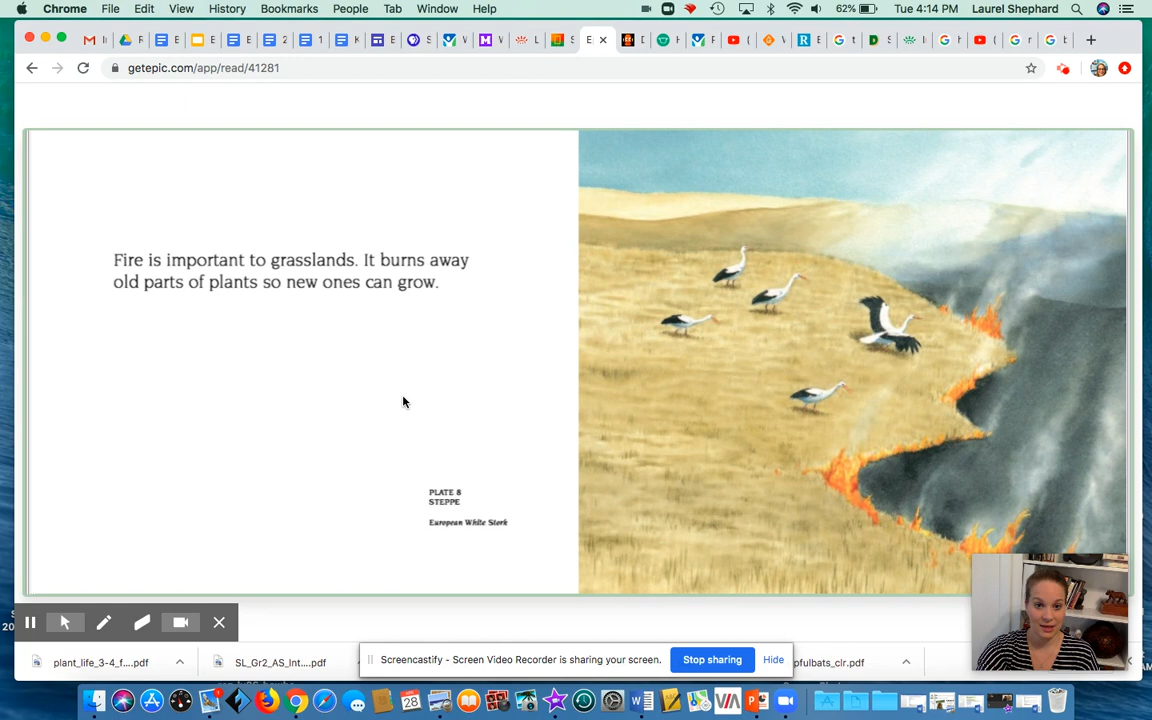 Chrome File Edit View History Bookmarks People Tab Window Help 62% Tue 4:14 PM Laurel Shephard
getepic.com/app/read/41281
Fire is important to grasslands. It burns away
old parts of plants so new ones can grow.
PLATE 8
STEPPE
European White Stork
plant_life_3-4_f....pdf SL_Gr2_AS_Int....pdf Screencastify - Screen Video Recorder is sharing your screen. Stop sharing Hide pfulbats_clr.pdf
28
VIA